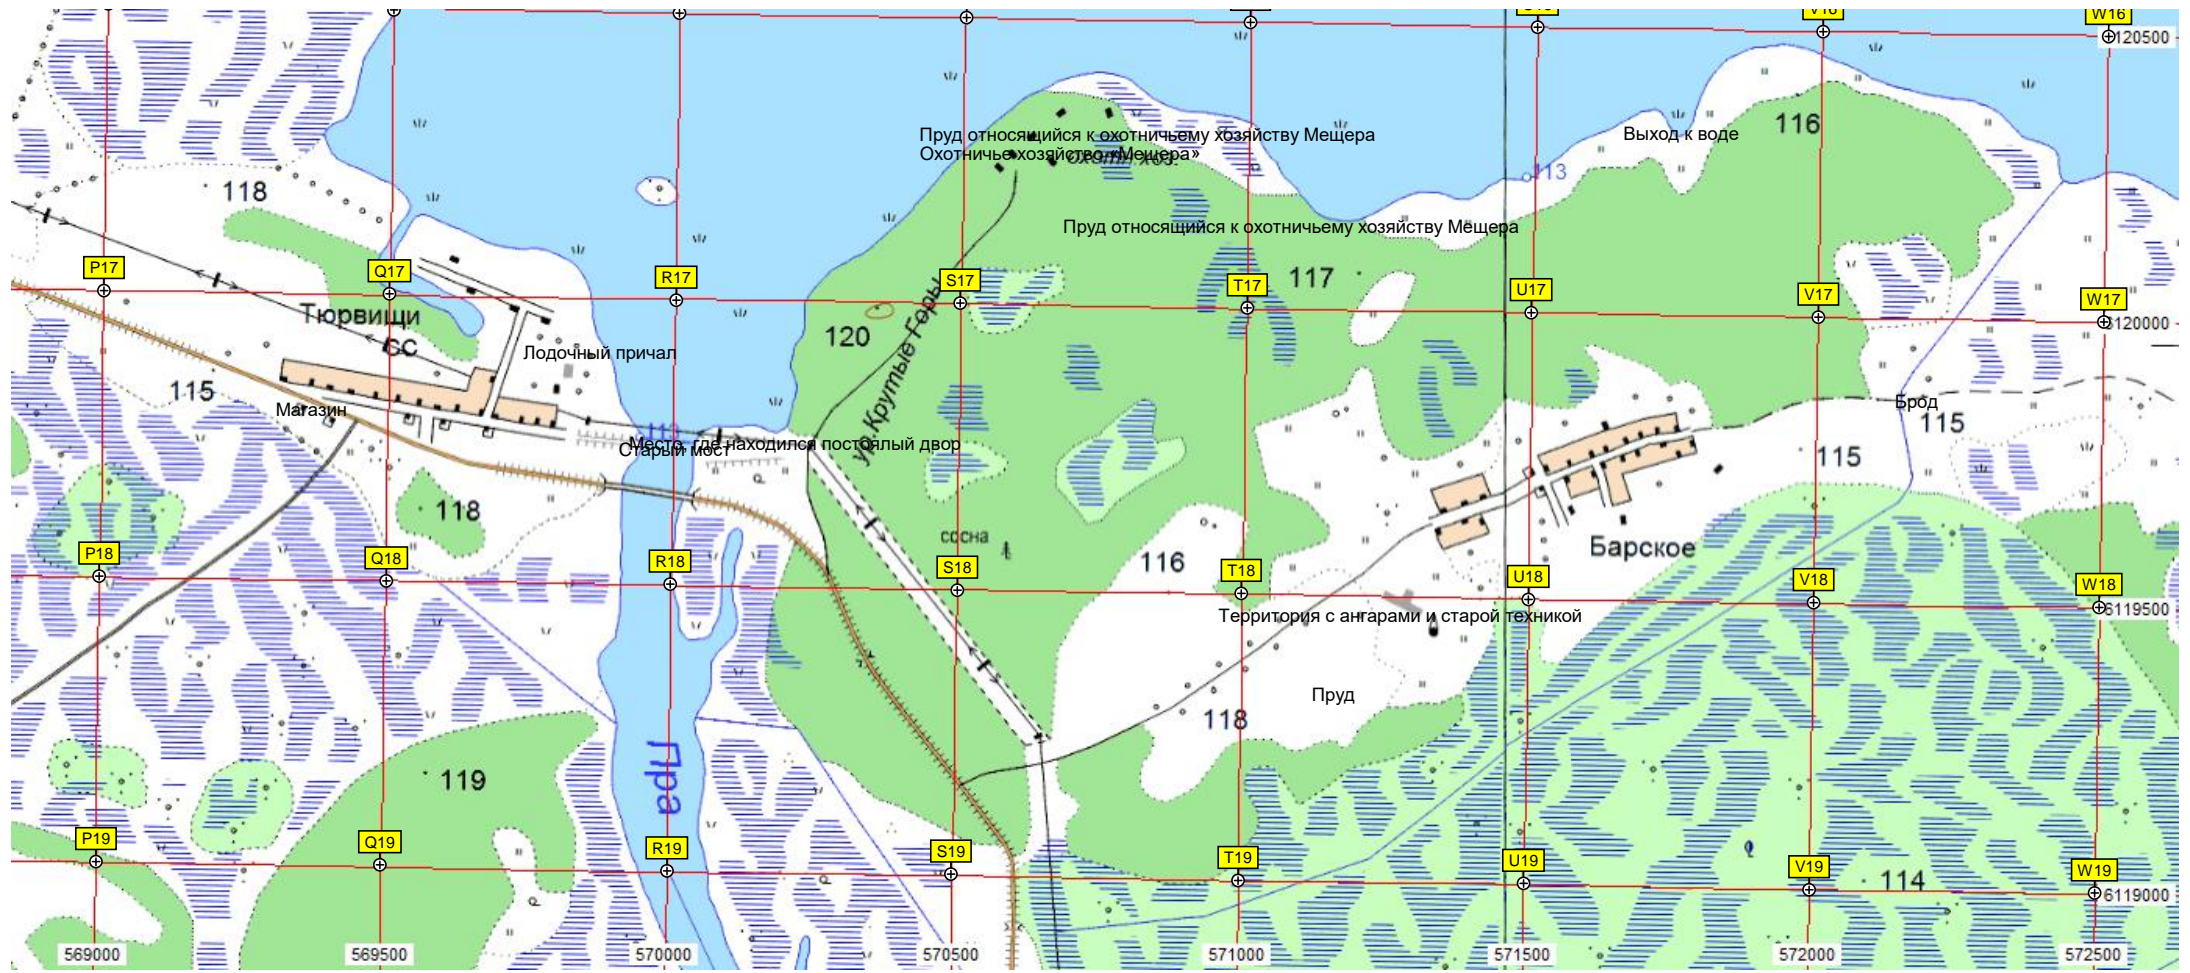 W16
120500
Пруд относящийся к охотничьему хозяйству Мещера
Выход к воде
116
Охотничье хозяйство «Мещера»
113
118
Пруд относящийся к охотничьему хозяйству Мещера
P17
Q17
R17
S17
T17
117
U17
V17
W17
Тюрвищи
120
120000
СС
Лодочный причал
ур. Крутые Горы
115
Магазин
Брод
115
Место, где находился постоялый двор
Старый мост
115
118
сосна
116
Барское
P18
Q18
R18
S18
T18
U18
V18
W18
6119500
Территория с ангарами и старой техникой
Пруд
118
Пра
119
P19
Q19
R19
S19
T19
U19
V19
114
W19
6119000
569000
569500
570000
570500
571000
571500
572000
572500